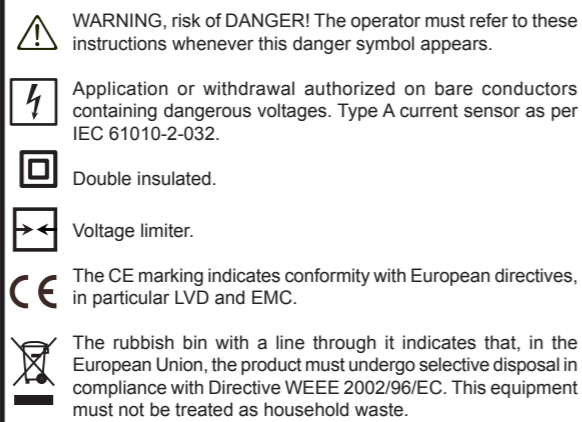 WARNING, risk of DANGER! The operator must refer to these
instructions whenever this danger symbol appears.
Application or withdrawal authorized on bare conductors
containing dangerous voltages. Type A current sensor as per
IEC 61010-2-032.
Double insulated.
Voltage limiter.
The CE marking indicates conformity with European directives,
in particular LVD and EMC.
The rubbish bin with a line through it indicates that, in the
European Union, the product must undergo selective disposal in
compliance with Directive WEEE 2002/96/EC. This equipment
must not be treated as household waste.